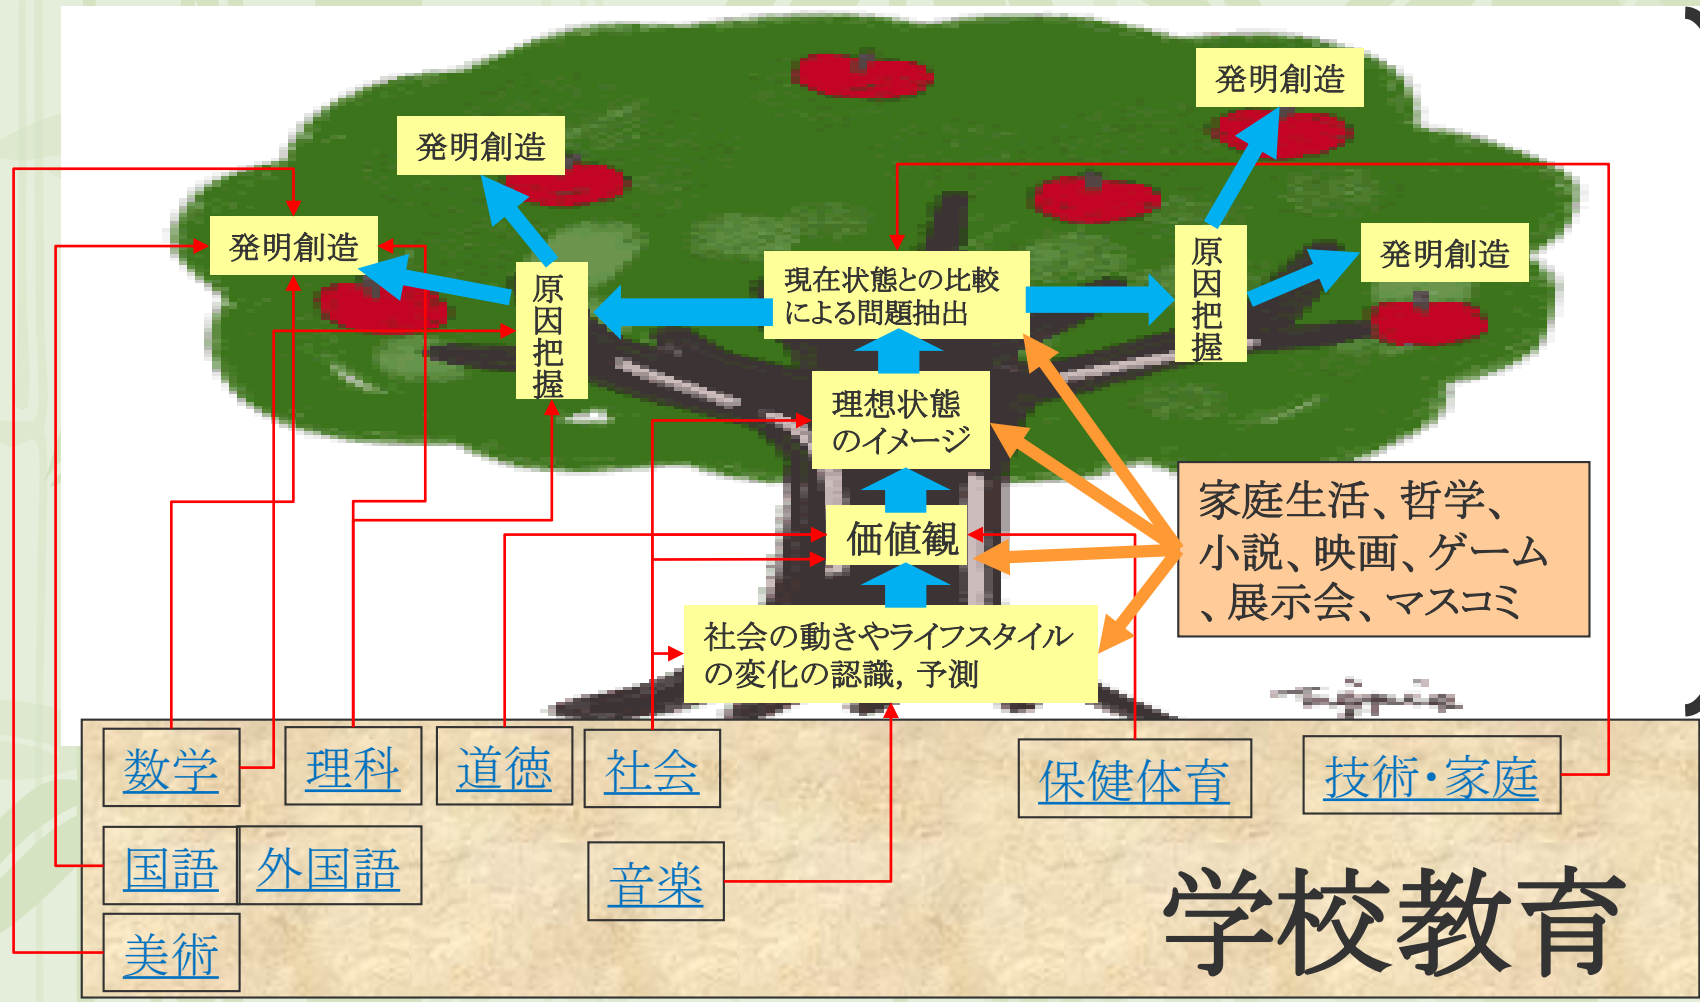 発明創造
発明創造
発明創造
発明創造
現在状態との比較
による問題抽出
原因把握
原因把握
理想状態
のイメージ
価値観
家庭生活、哲学、
小説、映画、ゲーム
、展示会、マスコミ
社会の動きやライフスタイル
の変化の認識，予測
数学
理科
道徳
社会
保健体育
技術・家庭
国語
外国語
音楽
美術
学校教育